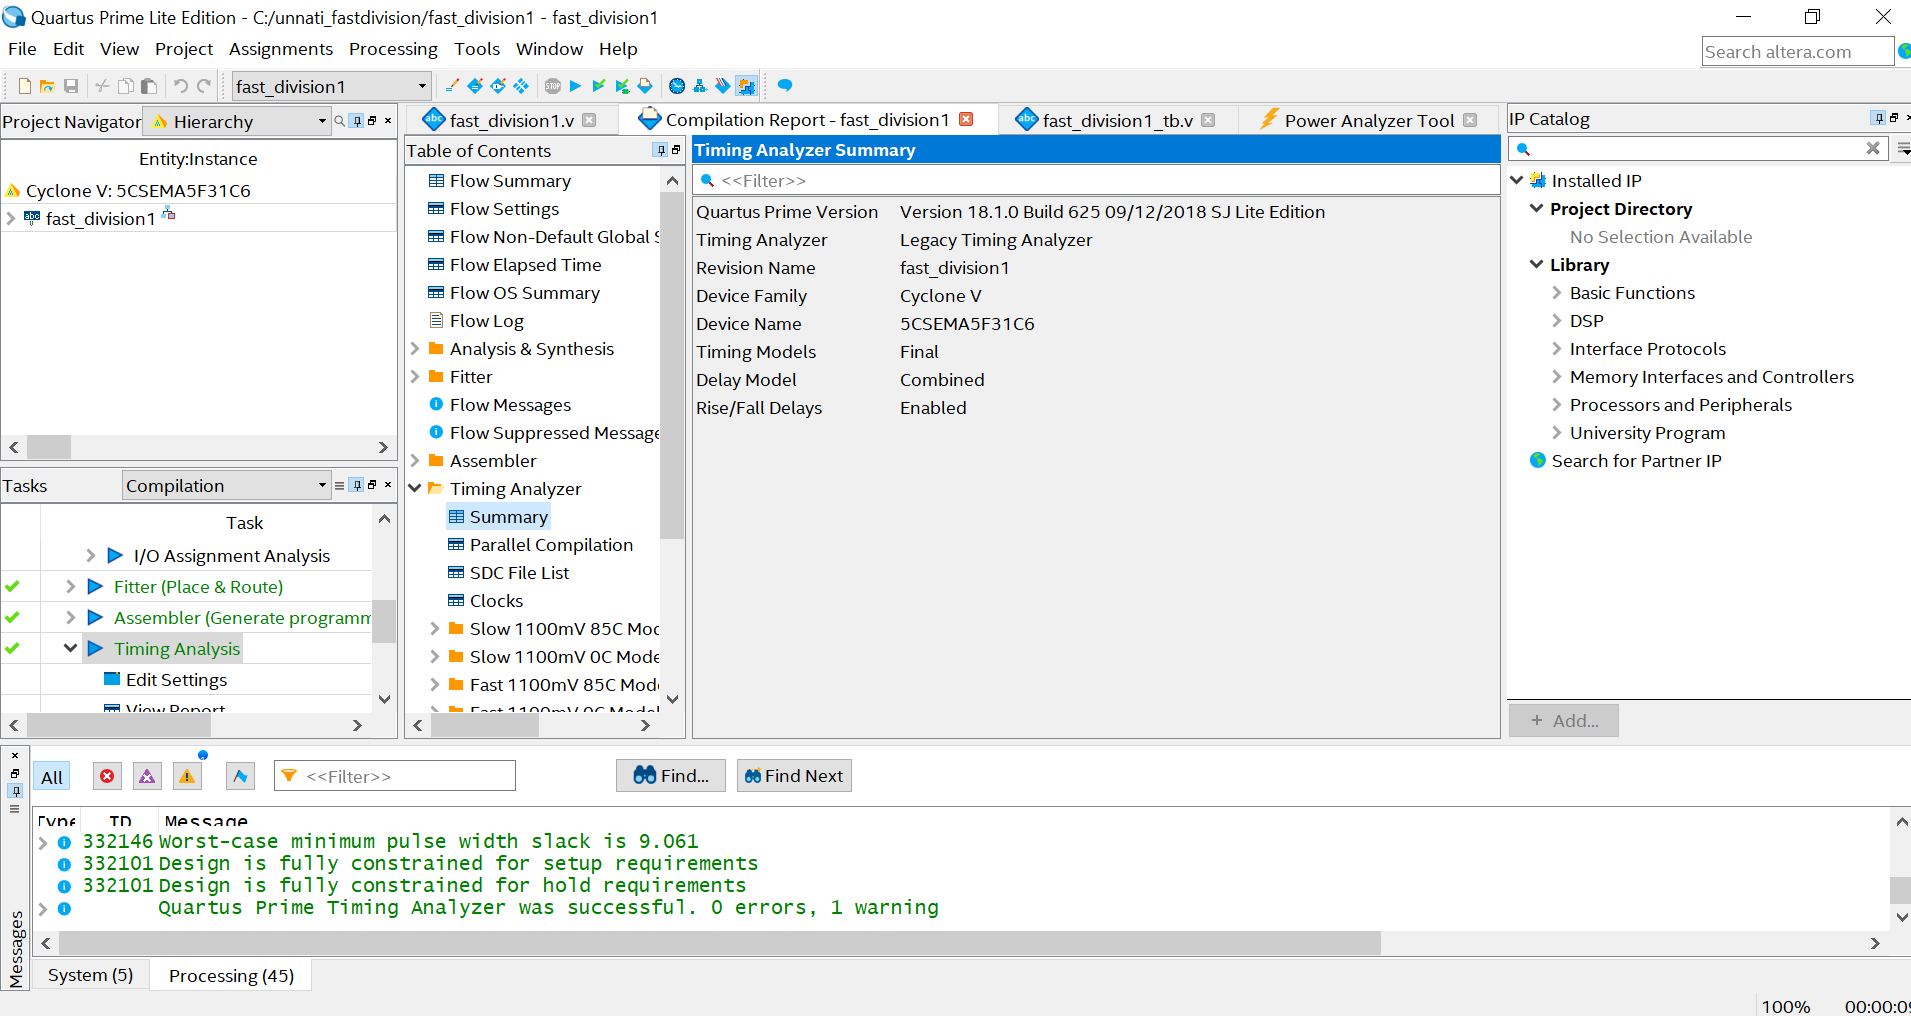 Quartus Prime Lite Edition - C:/unnati_fastdivision/fast_division1 - fast_division1
File Edit View Project Assignments Processing Tools Window Help
Search altera.com
fast_division1
STOP
Project Navigator Hierarchy
Entity:Instance
Cyclone V: 5CSEMA5F31C6
abc fast_division1
Tasks Compilation
Task
I/O Assignment Analysis
Fitter (Place & Route)
Assembler (Generate programm
Timing Analysis
Edit Settings
View Report
abc fast_division1.v
Compilation Report - fast_division1
abc fast_division1_tb.v
Power Analyzer Tool
Table of Contents
Flow Summary
Flow Settings
Flow Non-Default Global S
Flow Elapsed Time
Flow OS Summary
Flow Log
Analysis & Synthesis
Fitter
Flow Messages
Flow Suppressed Message
Assembler
Timing Analyzer
Summary
Parallel Compilation
SDC File List
Clocks
Slow 1100mV 85C Mod
Slow 1100mV 0C Mode
Fast 1100mV 85C Mod
Fast 1100mV 0C Model
Timing Analyzer Summary
<<Filter>>
Quartus Prime Version Version 18.1.0 Build 625 09/12/2018 SJ Lite Edition
Timing Analyzer Legacy Timing Analyzer
Revision Name fast_division1
Device Family Cyclone V
Device Name 5CSEMA5F31C6
Timing Models Final
Delay Model Combined
Rise/Fall Delays Enabled
IP Catalog
Installed IP
Project Directory
No Selection Available
Library
Basic Functions
DSP
Interface Protocols
Memory Interfaces and Controllers
Processors and Peripherals
University Program
Search for Partner IP
+ Add...
All <<Filter>> Find... Find Next
Type ID Message
332146 Worst-case minimum pulse width slack is 9.061
332101 Design is fully constrained for setup requirements
332101 Design is fully constrained for hold requirements
Quartus Prime Timing Analyzer was successful. 0 errors, 1 warning
Messages
System (5) Processing (45)
100% 00:00:09